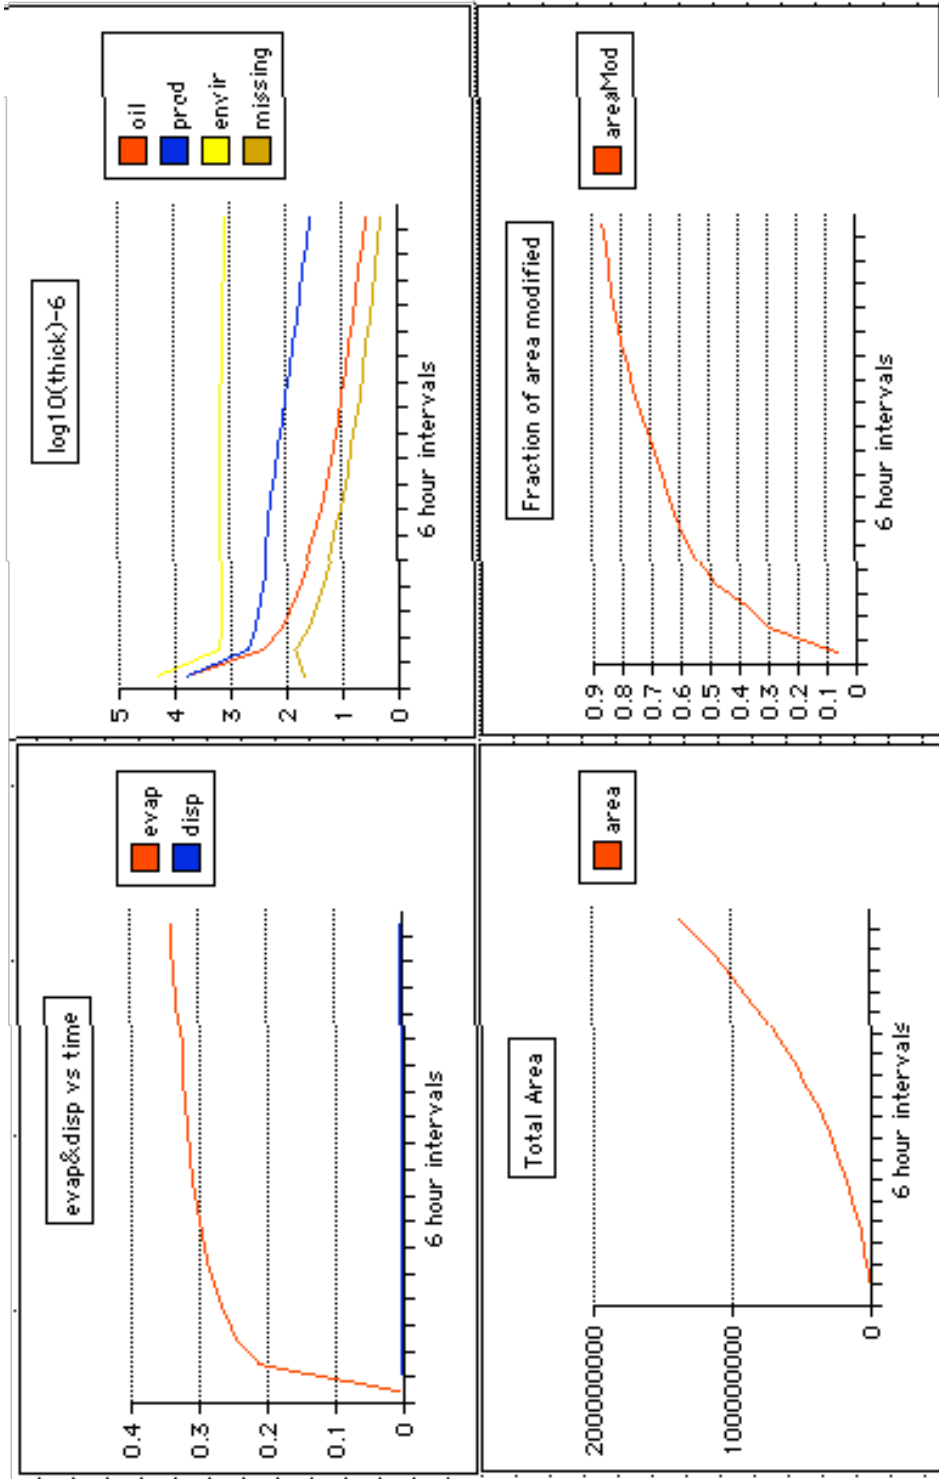 evap&disp vs time
0.4
0.3
0.2
0.1
0
6 hour intervals
evap
disp
log10(thick)-6
5
4
3
2
1
0
6 hour intervals
oil
prod
envir
missing
Total Area
2000000000
1000000000
0
6 hour intervals
area
Fraction of area modified
0.9
0.8
0.7
0.6
0.5
0.4
0.3
0.2
0.1
0
6 hour intervals
areaMod